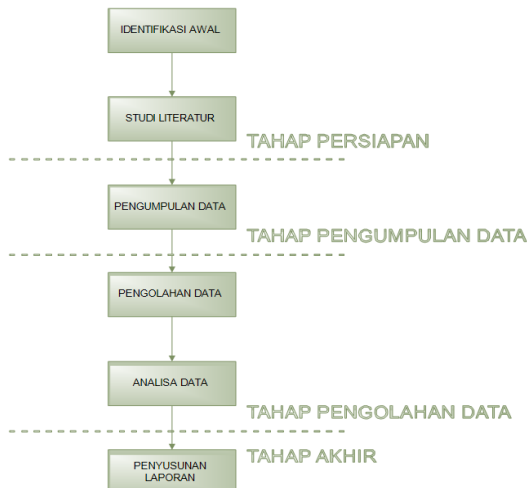 IDENTIFIKASI AWAL
STUDI LITERATUR
TAHAP PERSIAPAN
PENGUMPULAN DATA
TAHAP PENGUMPULAN DATA
PENGOLAHAN DATA
ANALISA DATA
TAHAP PENGOLAHAN DATA
TAHAP AKHIR
PENYUSUNAN
LAPORAN